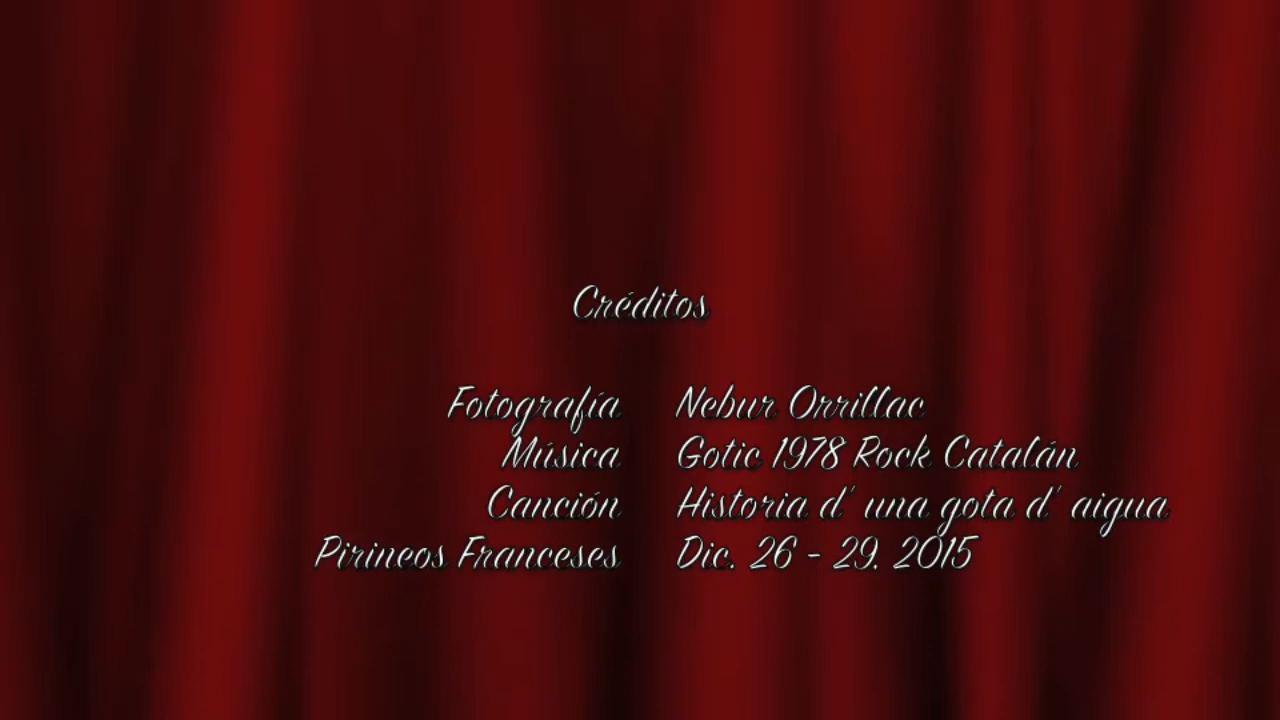 Créditos
Fotografía Nebur Orrillac
Música Gotic 1978 Rock Catalán
Canción Historia d' una gota d' aigua
Pirineos Franceses Dic. 26 - 29. 2015